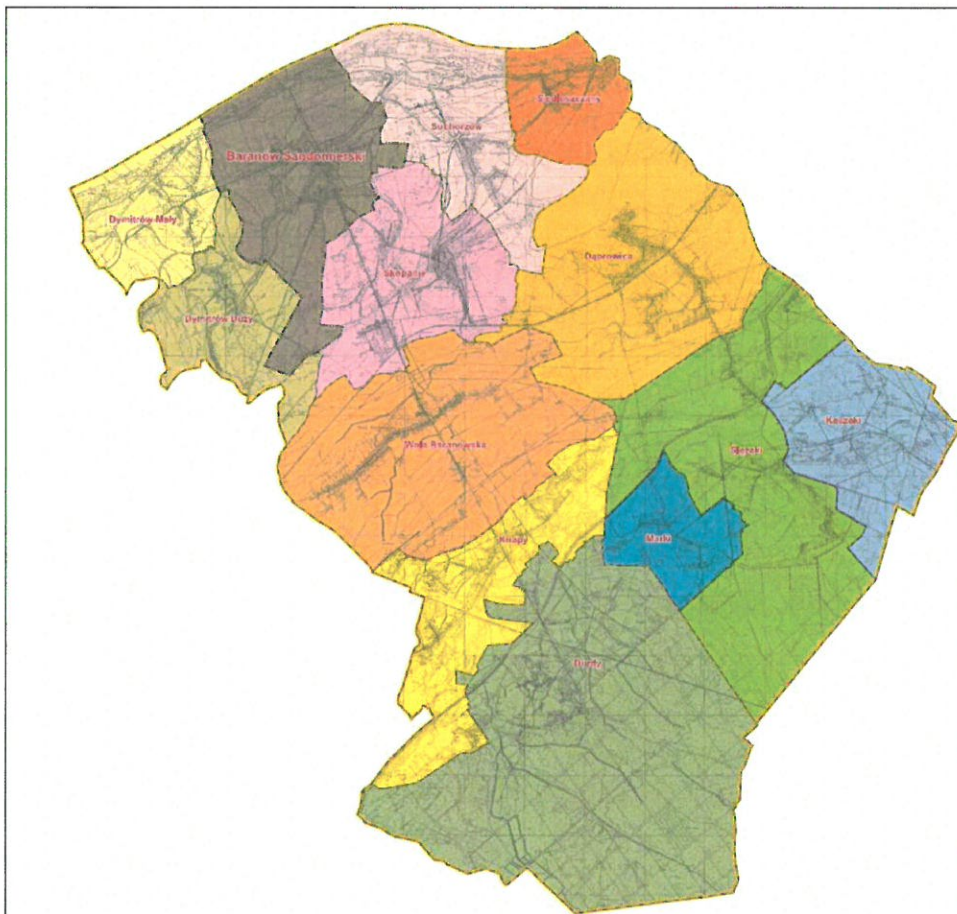 Suchorzów
Baranów Sandomierski
Dymitrów Mały
Dąbrowica
Skopanie
Dymitrów Duży
Kaczaki
Wola Baranowska
Ślęzaki
Knapy
Marki
Durdy